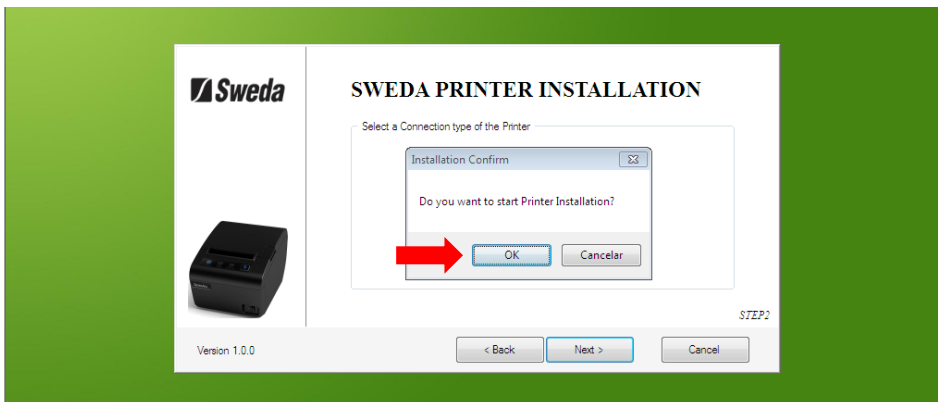 Sweda
SWEDA PRINTER INSTALLATION
Select a Connection type of the Printer
Installation Confirm
Do you want to start Printer Installation?
OK
Cancelar
STEP2
Version 1.0.0
< Back
Next >
Cancel